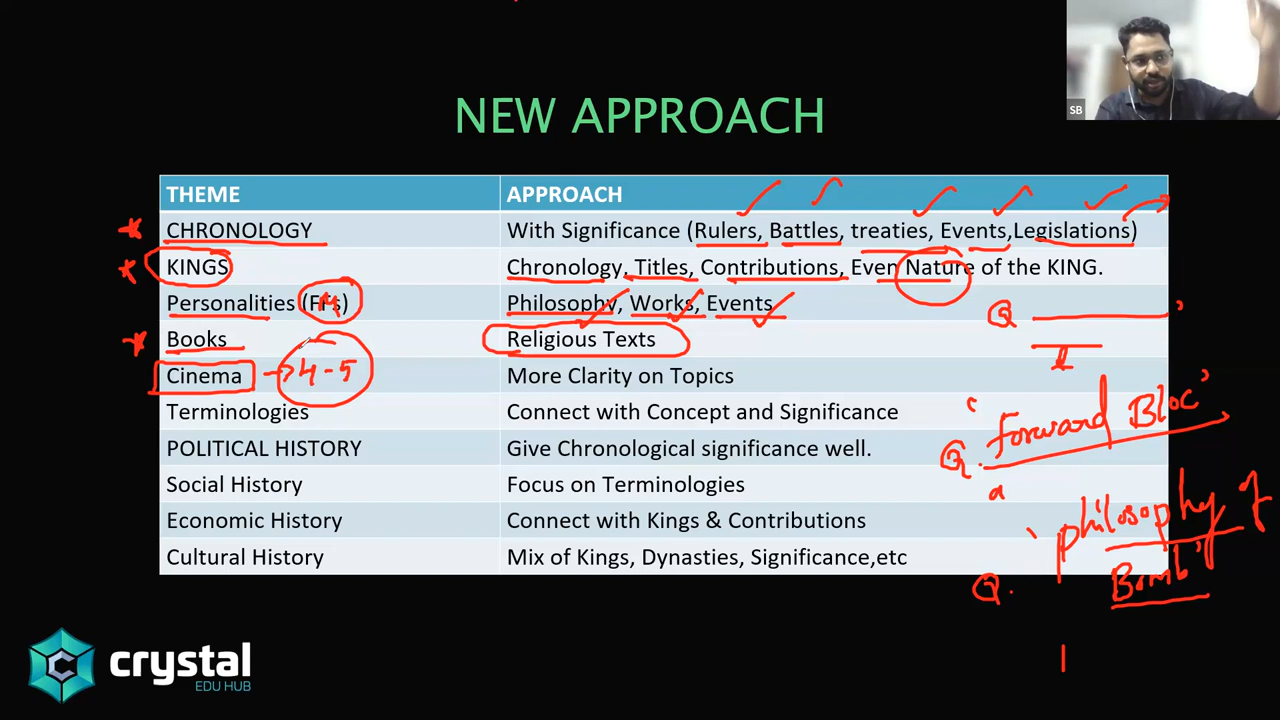 SB
NEW APPROACH
THEME APPROACH
CHRONOLOGY With Significance (Rulers, Battles, treaties, Events,Legislations)
KINGS Chronology, Titles, Contributions, Even Nature of the KING.
Personalities (FM) Philosophy, Works, Events
Q
Books Religious Texts
Cinema → 4-5 More Clarity on Topics
Terminologies Connect with Concept and Significance
Q. 'Forward Bloc'
POLITICAL HISTORY Give Chronological significance well.
Social History Focus on Terminologies
a
Economic History Connect with Kings & Contributions
Cultural History Mix of Kings, Dynasties, Significance,etc
Q. 'philosophy of
Bomb'
crystal
EDU HUB